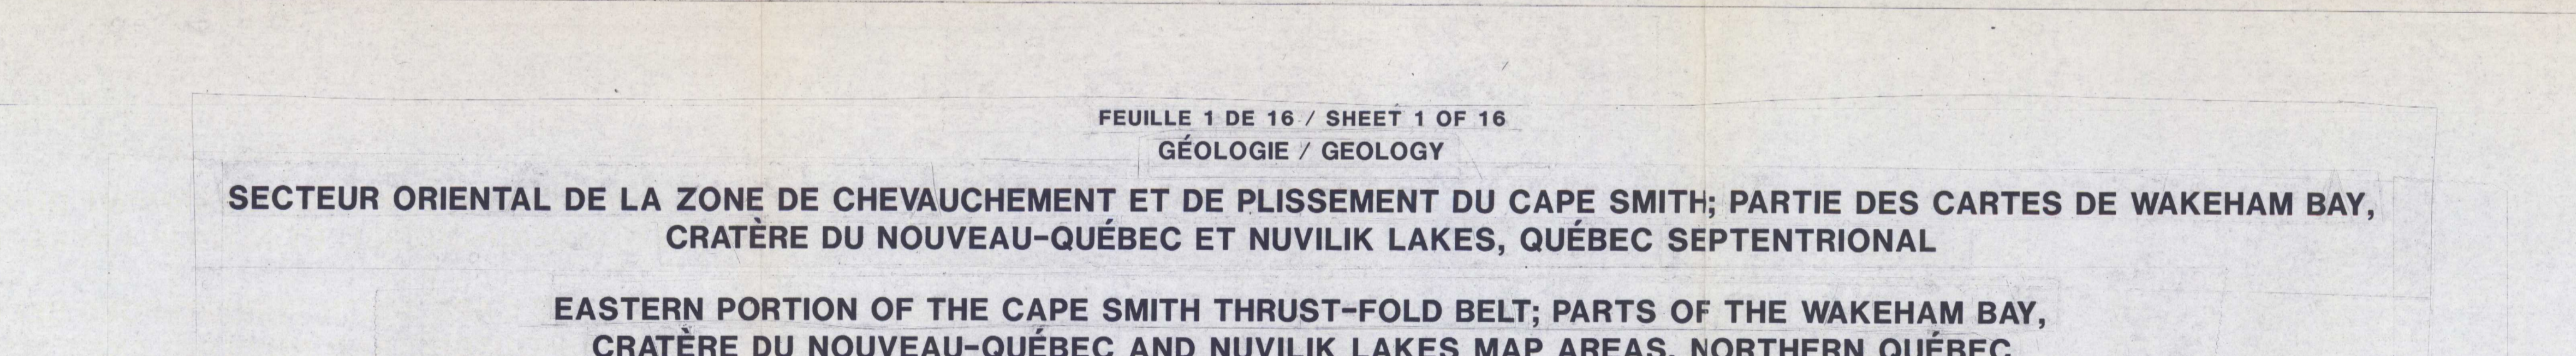 FEUILLE 1 DE 16 / SHEET 1 OF 16
GÉOLOGIE / GEOLOGY
SECTEUR ORIENTAL DE LA ZONE DE CHEVAUCHEMENT ET DE PLISSEMENT DU CAPE SMITH; PARTIE DES CARTES DE WAKEHAM BAY,
CRATÈRE DU NOUVEAU-QUÉBEC ET NUVILIK LAKES, QUÉBEC SEPTENTRIONAL
EASTERN PORTION OF THE CAPE SMITH THRUST-FOLD BELT; PARTS OF THE WAKEHAM BAY,
CRATÈRE DU NOUVEAU-QUÉBEC AND NUVILIK LAKES MAP AREAS, NORTHERN QUÉBEC